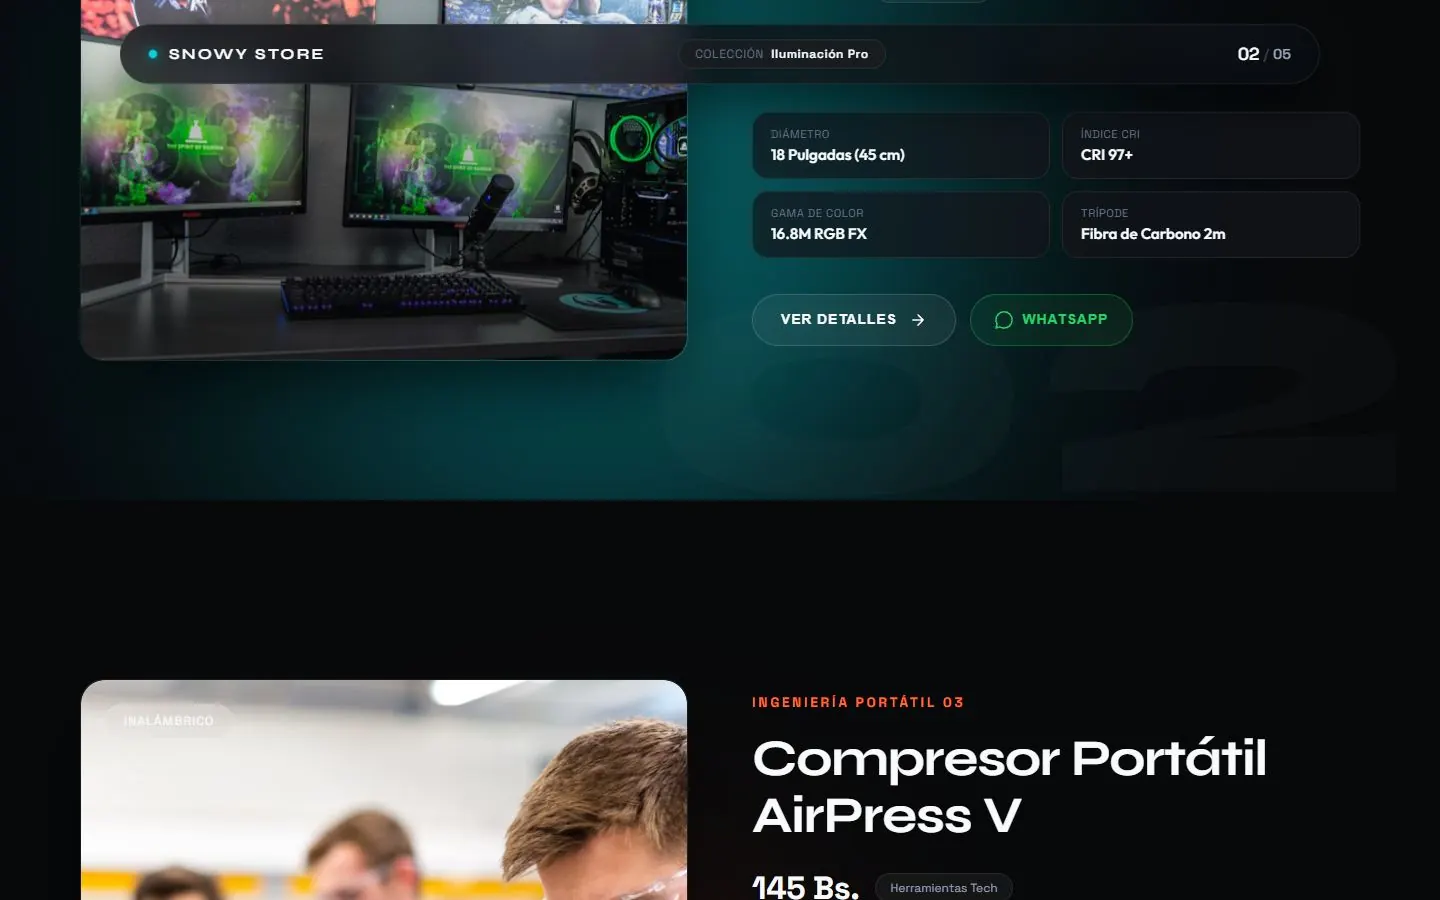 SNOWY STORE
COLECCIÓN Iluminación Pro
02 / 05
DIÁMETRO
18 Pulgadas (45 cm)
ÍNDICE CRI
CRI 97+
GAMA DE COLOR
16.8M RGB FX
TRÍPODE
Fibra de Carbono 2m
VER DETALLES →
WHATSAPP
02
INALÁMBRICO
INGENIERÍA PORTÁTIL 03
Compresor Portátil
AirPress V
145 Bs.
Herramientas Tech